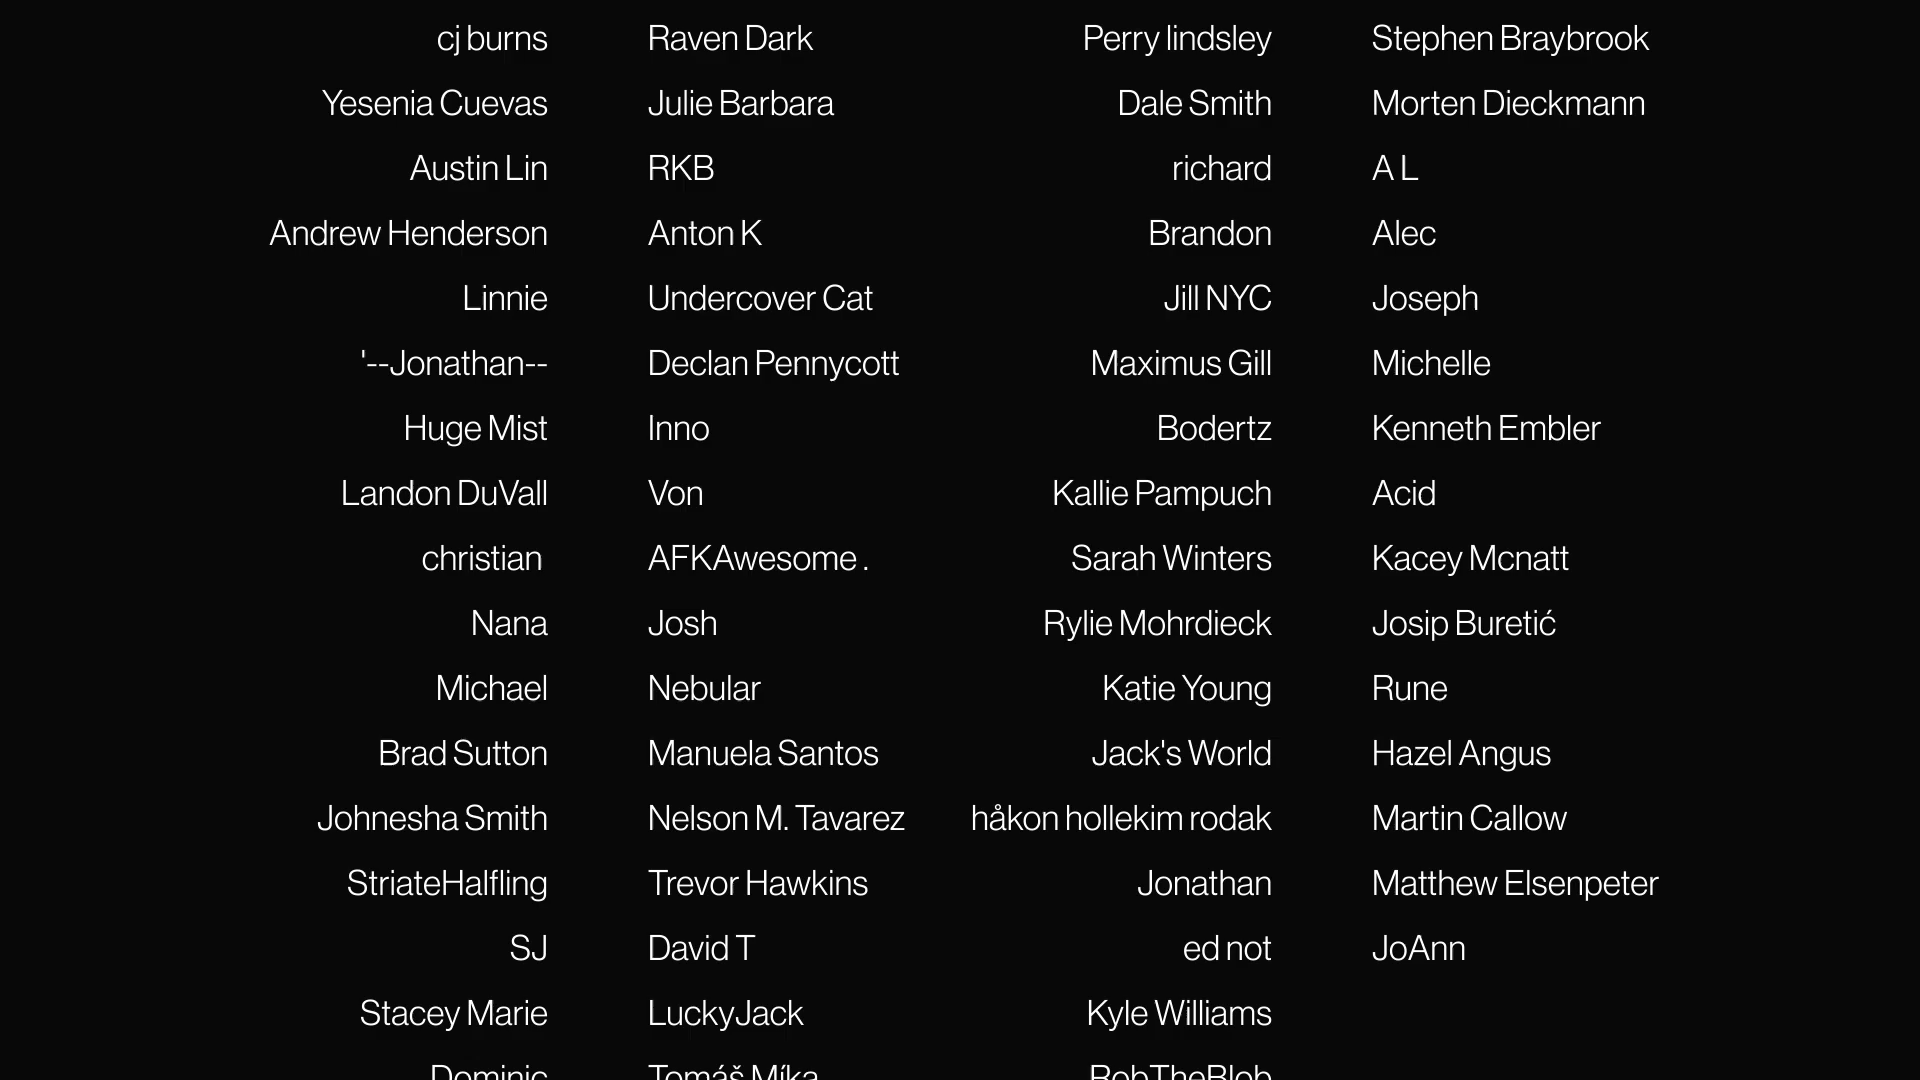 cj burns Raven Dark Perry lindsley Stephen Braybrook
Yesenia Cuevas Julie Barbara Dale Smith Morten Dieckmann
Austin Lin RKB richard A L
Andrew Henderson Anton K Brandon Alec
Linnie Undercover Cat Jill NYC Joseph
'--Jonathan-- Declan Pennycott Maximus Gill Michelle
Huge Mist Inno Bodertz Kenneth Embler
Landon DuVall Von Kallie Pampuch Acid
christian AFKAwesome . Sarah Winters Kacey Mcnatt
Nana Josh Rylie Mohrdieck Josip Buretić
Michael Nebular Katie Young Rune
Brad Sutton Manuela Santos Jack's World Hazel Angus
Johnesha Smith Nelson M. Tavarez håkon hollekim rodak Martin Callow
StriateHalfling Trevor Hawkins Jonathan Matthew Elsenpeter
SJ David T ed not JoAnn
Stacey Marie LuckyJack Kyle Williams
Dominic Tomáš Míka RobTheBlob